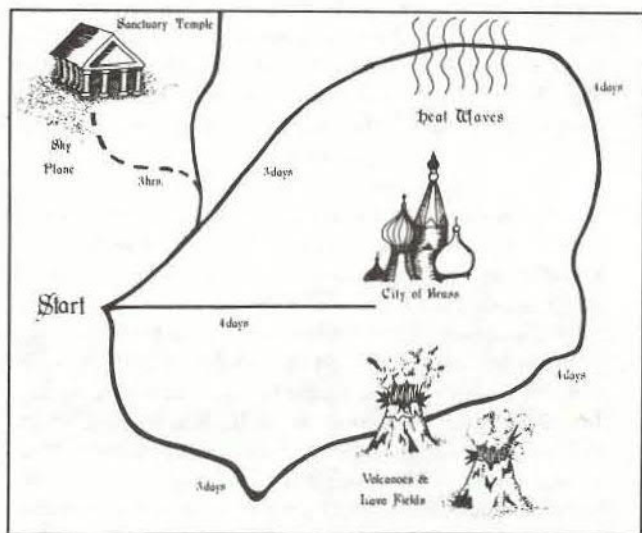 Sanctuary Temple
Sky
Plane
3hrs.
3days
Heat Waves
4days
City of Brass
Start
4days
4days
3days
Volcanoes &
Lava Fields